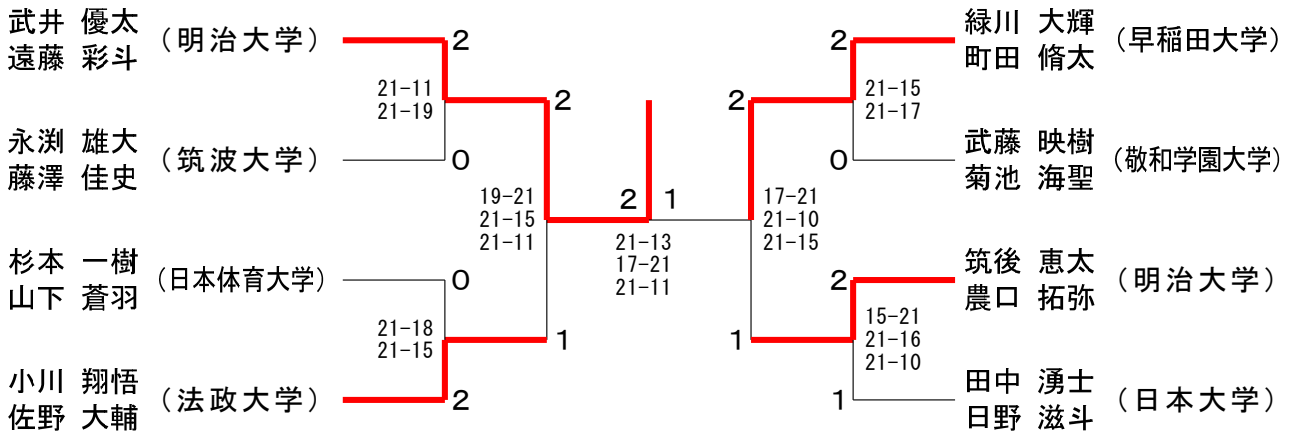 武井 優太
遠藤 彩斗
(明治大学)
2
21-11
21-19
永渕 雄大
藤澤 佳史
(筑波大学)
0
2
19-21
21-15
21-11
杉本 一樹
山下 蒼羽
(日本体育大学)
0
21-18
21-15
1
小川 翔悟
佐野 大輔
(法政大学)
2
2 1
21-13
17-21
21-11
緑川 大輝
町田 脩太
(早稲田大学)
2
21-15
21-17
武藤 映樹
菊池 海聖
(敬和学園大学)
0
2
17-21
21-10
21-15
筑後 恵太
農口 拓弥
(明治大学)
2
15-21
21-16
21-10
1
田中 湧士
日野 滋斗
(日本大学)
1